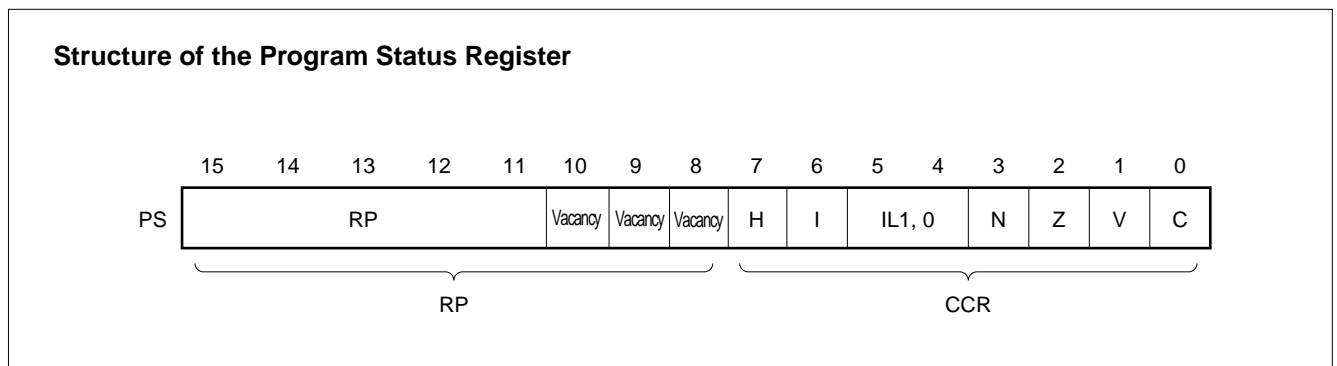 Structure of the Program Status Register
15 14 13 12 11 10 9 8 7 6 5 4 3 2 1 0
PS RP Vacancy Vacancy Vacancy H I IL1, 0 N Z V C
RP CCR